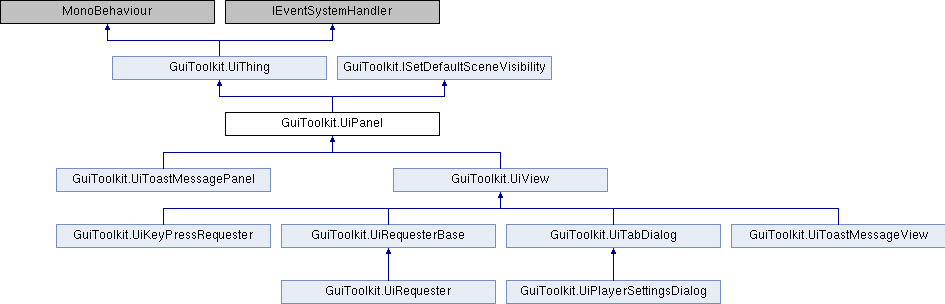 MonoBehaviour
IEventSystemHandler
GuiToolkit.UiThing
GuiToolkit.ISetDefaultSceneVisibility
GuiToolkit.UiPanel
GuiToolkit.UiToastMessagePanel
GuiToolkit.UiView
GuiToolkit.UiKeyPressRequester
GuiToolkit.UiRequesterBase
GuiToolkit.UiTabDialog
GuiToolkit.UiToastMessageView
GuiToolkit.UiRequester
GuiToolkit.UiPlayerSettingsDialog